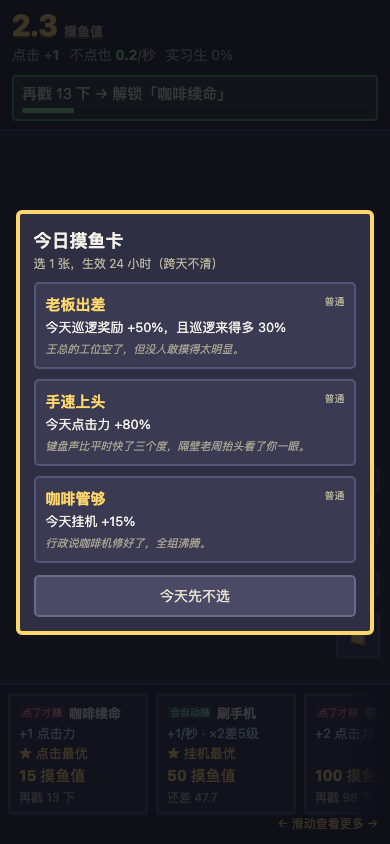 2.3 摸鱼值
点击 +1 不点也 0.2/秒 实习生 0%
再戳 13 下 → 解锁「咖啡续命」
今日摸鱼卡
选 1 张，生效 24 小时（跨天不清）
老板出差 普通
今天巡逻奖励 +50%，且巡逻来得多 30%
王总的工位空了，但没人敢摸得太明显。
手速上头 普通
今天点击力 +80%
键盘声比平时快了三个度，隔壁老周抬头看了你一眼。
咖啡管够 普通
今天挂机 +15%
行政说咖啡机修好了，全组沸腾。
今天先不选
点了才赚 咖啡续命
+1 点击力
★ 点击最优
15 摸鱼值
再戳 13 下
会自动赚 刷手机
+1/秒 · ×2差5级
★ 挂机最优
50 摸鱼值
还差 47.7
点了才赚
+2 点击力
100 摸鱼
再戳 98 下
← 滑动查看更多 →